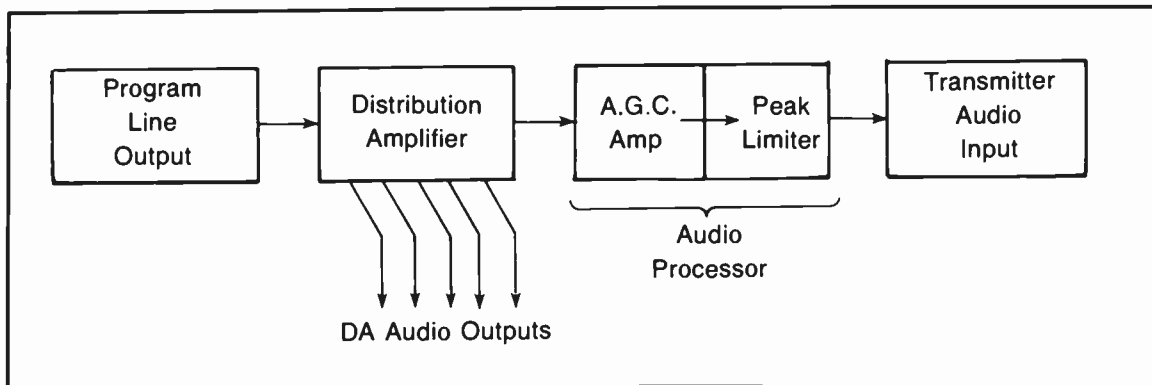 Program
Line
Output
Distribution
Amplifier
A.G.C.
Amp
Peak
Limiter
Transmitter
Audio
Input
Audio
Processor
DA Audio Outputs